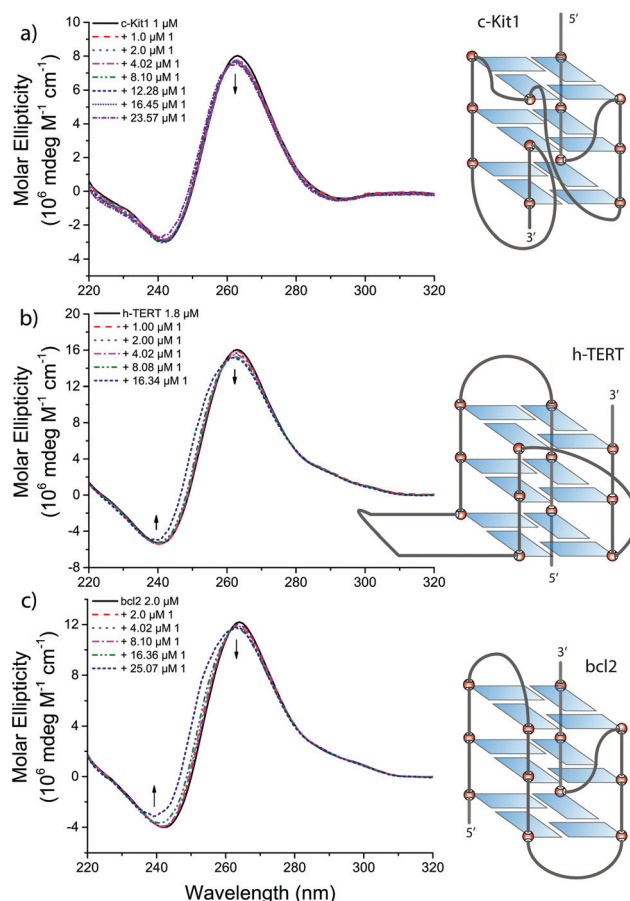 a)
c-Kit1
5'
c-Kit1 1 µM
+ 1.0 µM 1
+ 2.0 µM 1
+ 4.02 µM 1
+ 8.10 µM 1
+ 12.28 µM 1
+ 16.45 µM 1
+ 23.57 µM 1
Molar Ellipticity
(10⁶ mdeg M⁻¹ cm⁻¹)
8
6
4
2
0
-2
-4
220 240 260 280 300 320
3'
b)
h-TERT
3'
h-TERT 1.8 µM
+ 1.00 µM 1
+ 2.00 µM 1
+ 4.02 µM 1
+ 8.08 µM 1
+ 16.34 µM 1
Molar Ellipticity
(10⁶ mdeg M⁻¹ cm⁻¹)
20
16
12
8
4
0
-4
-8
220 240 260 280 300 320
5'
c)
bcl2
3'
bcl2 2.0 µM
+ 2.0 µM 1
+ 4.02 µM 1
+ 8.10 µM 1
+ 16.36 µM 1
+ 25.07 µM 1
Molar Ellipticity
(10⁶ mdeg M⁻¹ cm⁻¹)
12
8
4
0
-4
220 240 260 280 300 320
5'
Wavelength (nm)